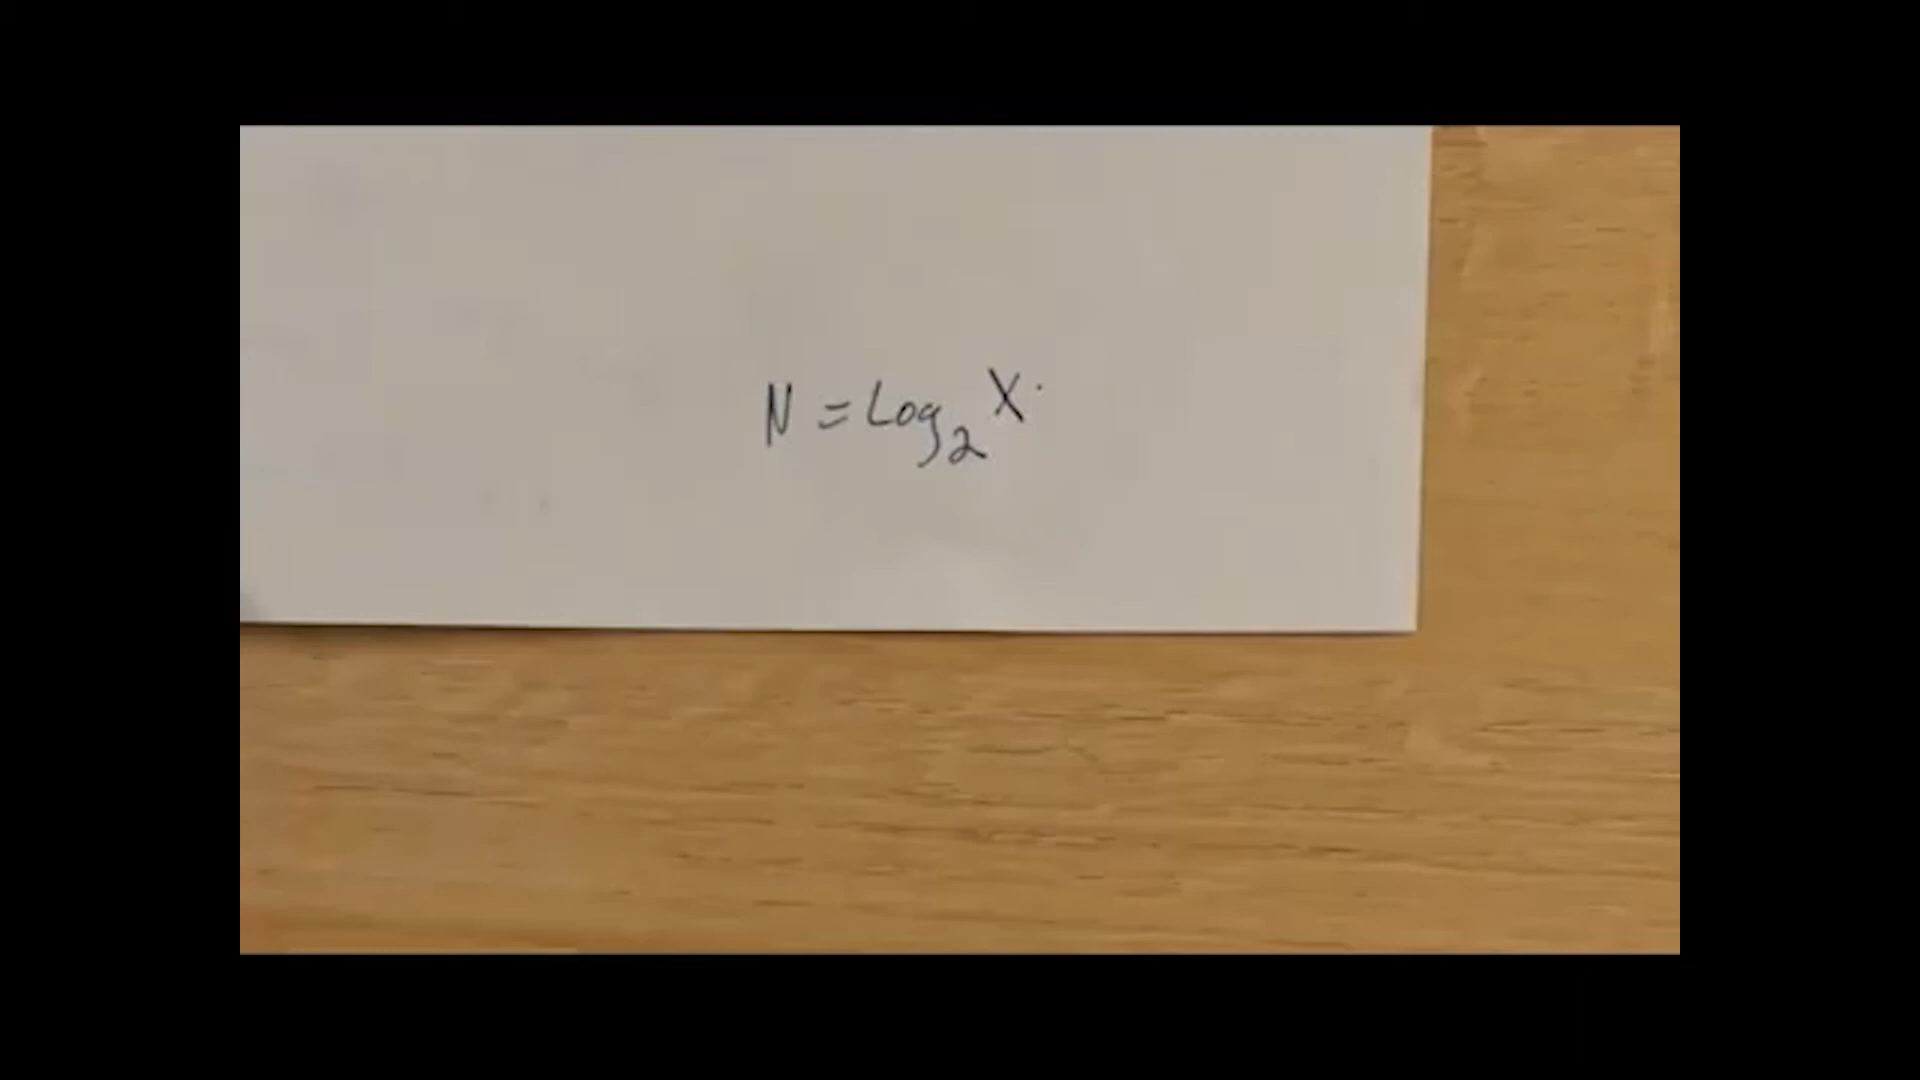 N = Log₂ X.